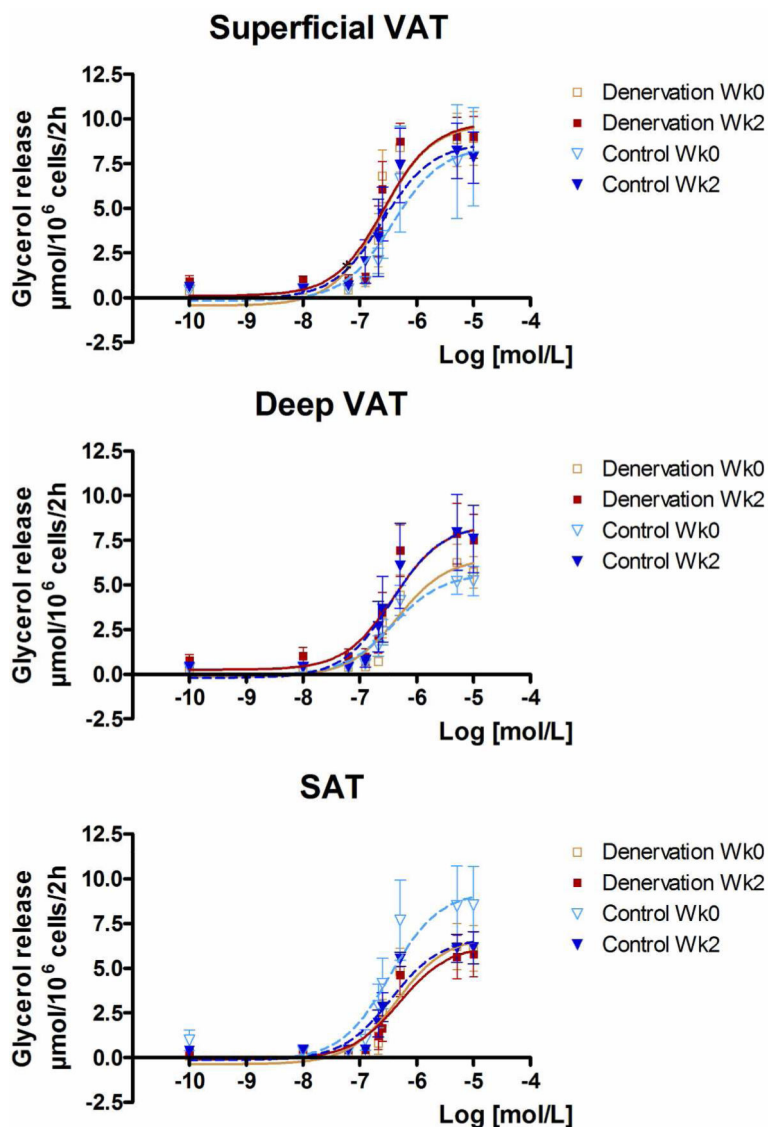 Superficial VAT
Glycerol release
µmol/10⁶ cells/2h
12.5
10.0
7.5
5.0
2.5
0.0
-2.5
-10
-9
-8
-7
-6
-5
-4
Log [mol/L]
Denervation Wk0
Denervation Wk2
Control Wk0
Control Wk2
*
Deep VAT
Glycerol release
µmol/10⁶ cells/2h
12.5
10.0
7.5
5.0
2.5
0.0
-2.5
-10
-9
-8
-7
-6
-5
-4
Log [mol/L]
Denervation Wk0
Denervation Wk2
Control Wk0
Control Wk2
SAT
Glycerol release
µmol/10⁶ cells/2h
12.5
10.0
7.5
5.0
2.5
0.0
-2.5
-10
-9
-8
-7
-6
-5
-4
Log [mol/L]
Denervation Wk0
Denervation Wk2
Control Wk0
Control Wk2